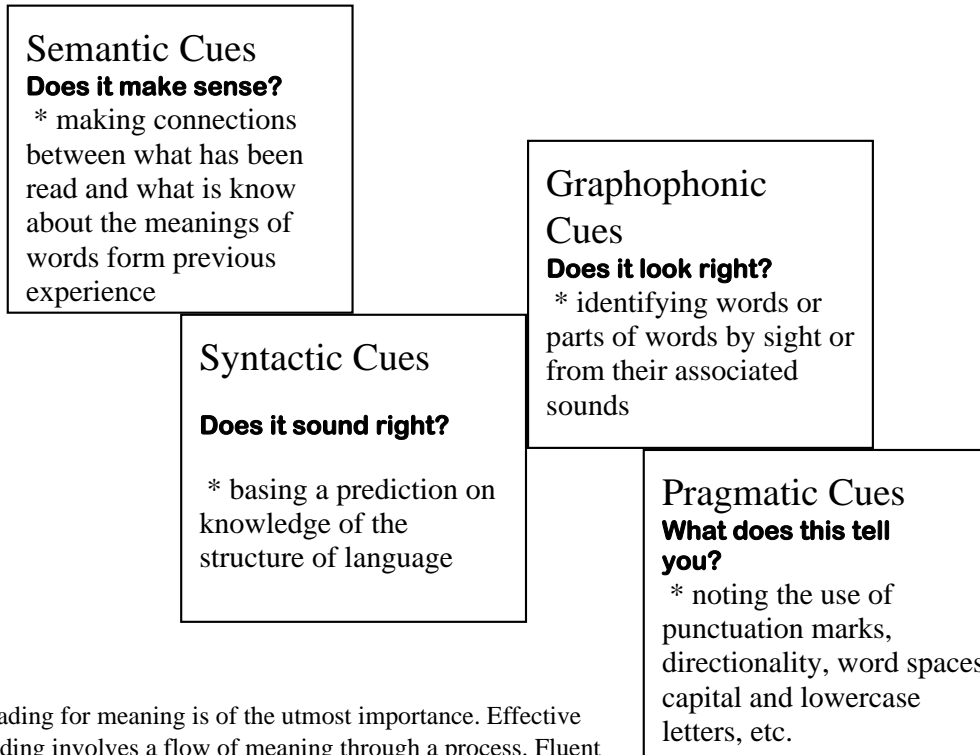 Semantic Cues
Does it make sense?
* making connections
between what has been
read and what is know
about the meanings of
words form previous
experience
Graphophonic
Cues
Does it look right?
* identifying words or
parts of words by sight or
from their associated
sounds
Syntactic Cues
Does it sound right?
* basing a prediction on
knowledge of the
structure of language
Pragmatic Cues
What does this tell
you?
* noting the use of
punctuation marks,
directionality, word spaces
capital and lowercase
letters, etc.
for meaning is of the utmost importance. Effective
involves a flow of meaning through a process. Fluent